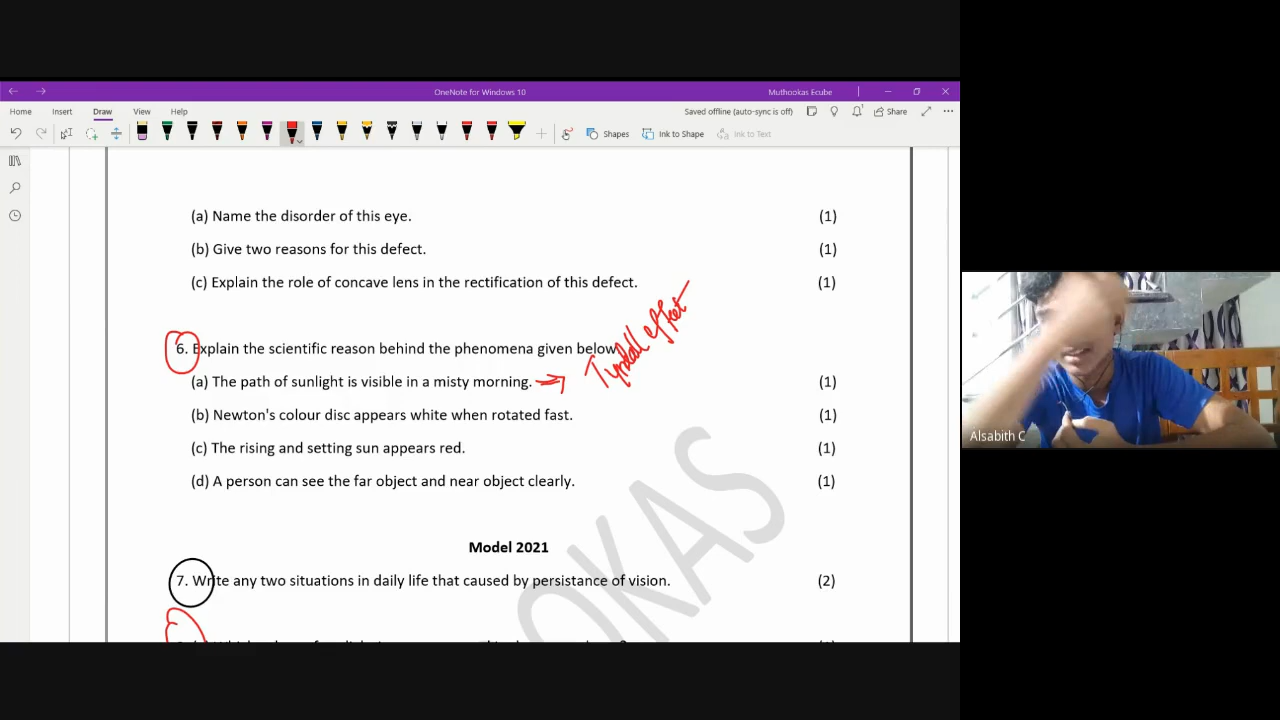 OneNote for Windows 10
Muthookas Ecube
Home Insert Draw View Help
Saved offline (auto-sync is off)
Share
Shapes
Ink to Shape
Ink to Text
(a) Name the disorder of this eye. (1)
(b) Give two reasons for this defect. (1)
(c) Explain the role of concave lens in the rectification of this defect. (1)
Tyndall effect
6. Explain the scientific reason behind the phenomena given below
(a) The path of sunlight is visible in a misty morning. (1)
(b) Newton's colour disc appears white when rotated fast. (1)
(c) The rising and setting sun appears red. (1)
(d) A person can see the far object and near object clearly. (1)
OKAS
Model 2021
7. Write any two situations in daily life that caused by persistance of vision. (2)
Alsabith C